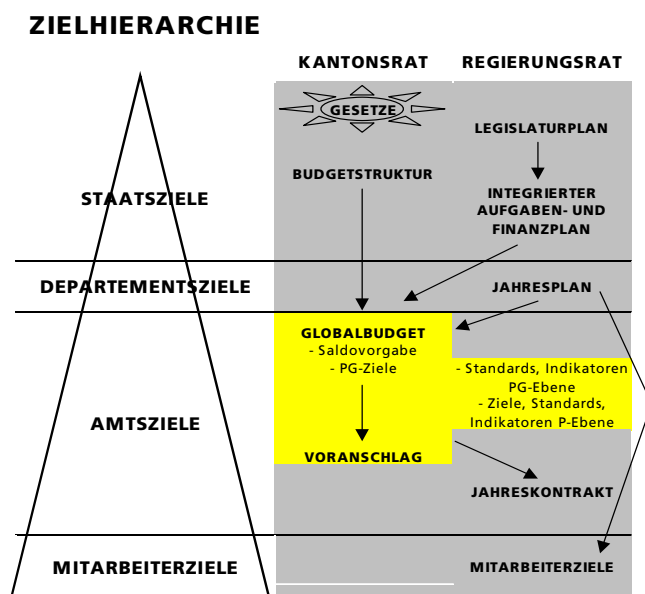 ZIELHIERARCHIE
KANTONSRAT
REGIERUNGSRAT
GESETZE
LEGISLATURPLAN
BUDGETSTRUKTUR
STAATSZIELE
INTEGRIERTER
AUFGABEN- UND
FINANZPLAN
DEPARTEMENTSZIELE
JAHRESPLAN
GLOBALBUDGET
- Saldovorgabe
- PG-Ziele
- Standards, Indikatoren
PG-Ebene
- Ziele, Standards,
Indikatoren P-Ebene
AMTSZIELE
VORANSCHLAG
JAHRESKONTRAKT
MITARBEITERZIELE
MITARBEITERZIELE